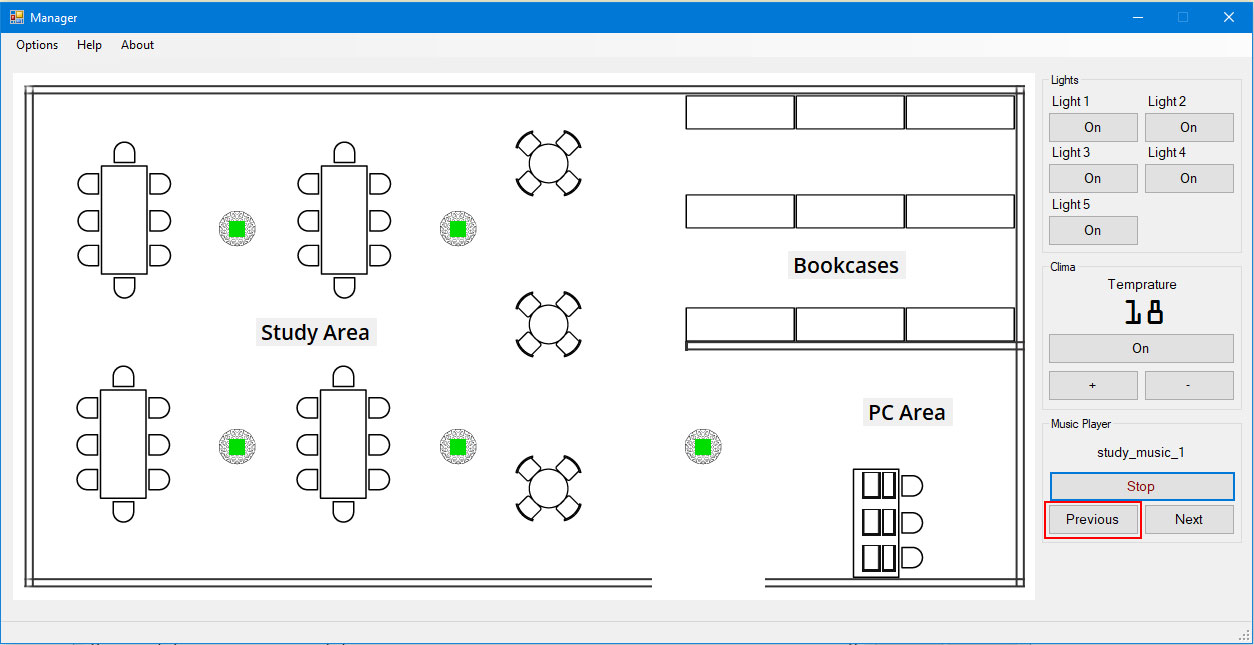 Manager
Options Help About
Lights
Light 1 Light 2
On On
Light 3 Light 4
On On
Light 5
On
Bookcases
Clima
Temprature
18
Study Area
On
+ -
PC Area
Music Player
study_music_1
Stop
Previous Next